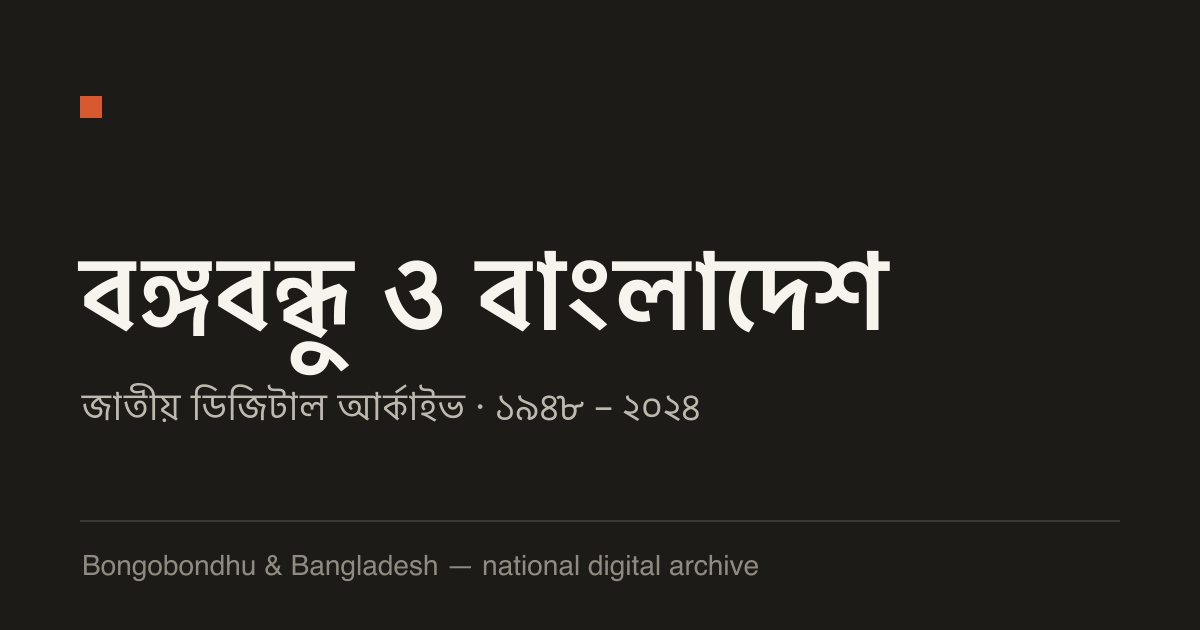 বঙ্গবন্ধু ও বাংলাদেশ
জাতীয় ডিজিটাল আর্কাইভ · ১৯৪৮ – ২০২৪
Bongobondhu & Bangladesh — national digital archive